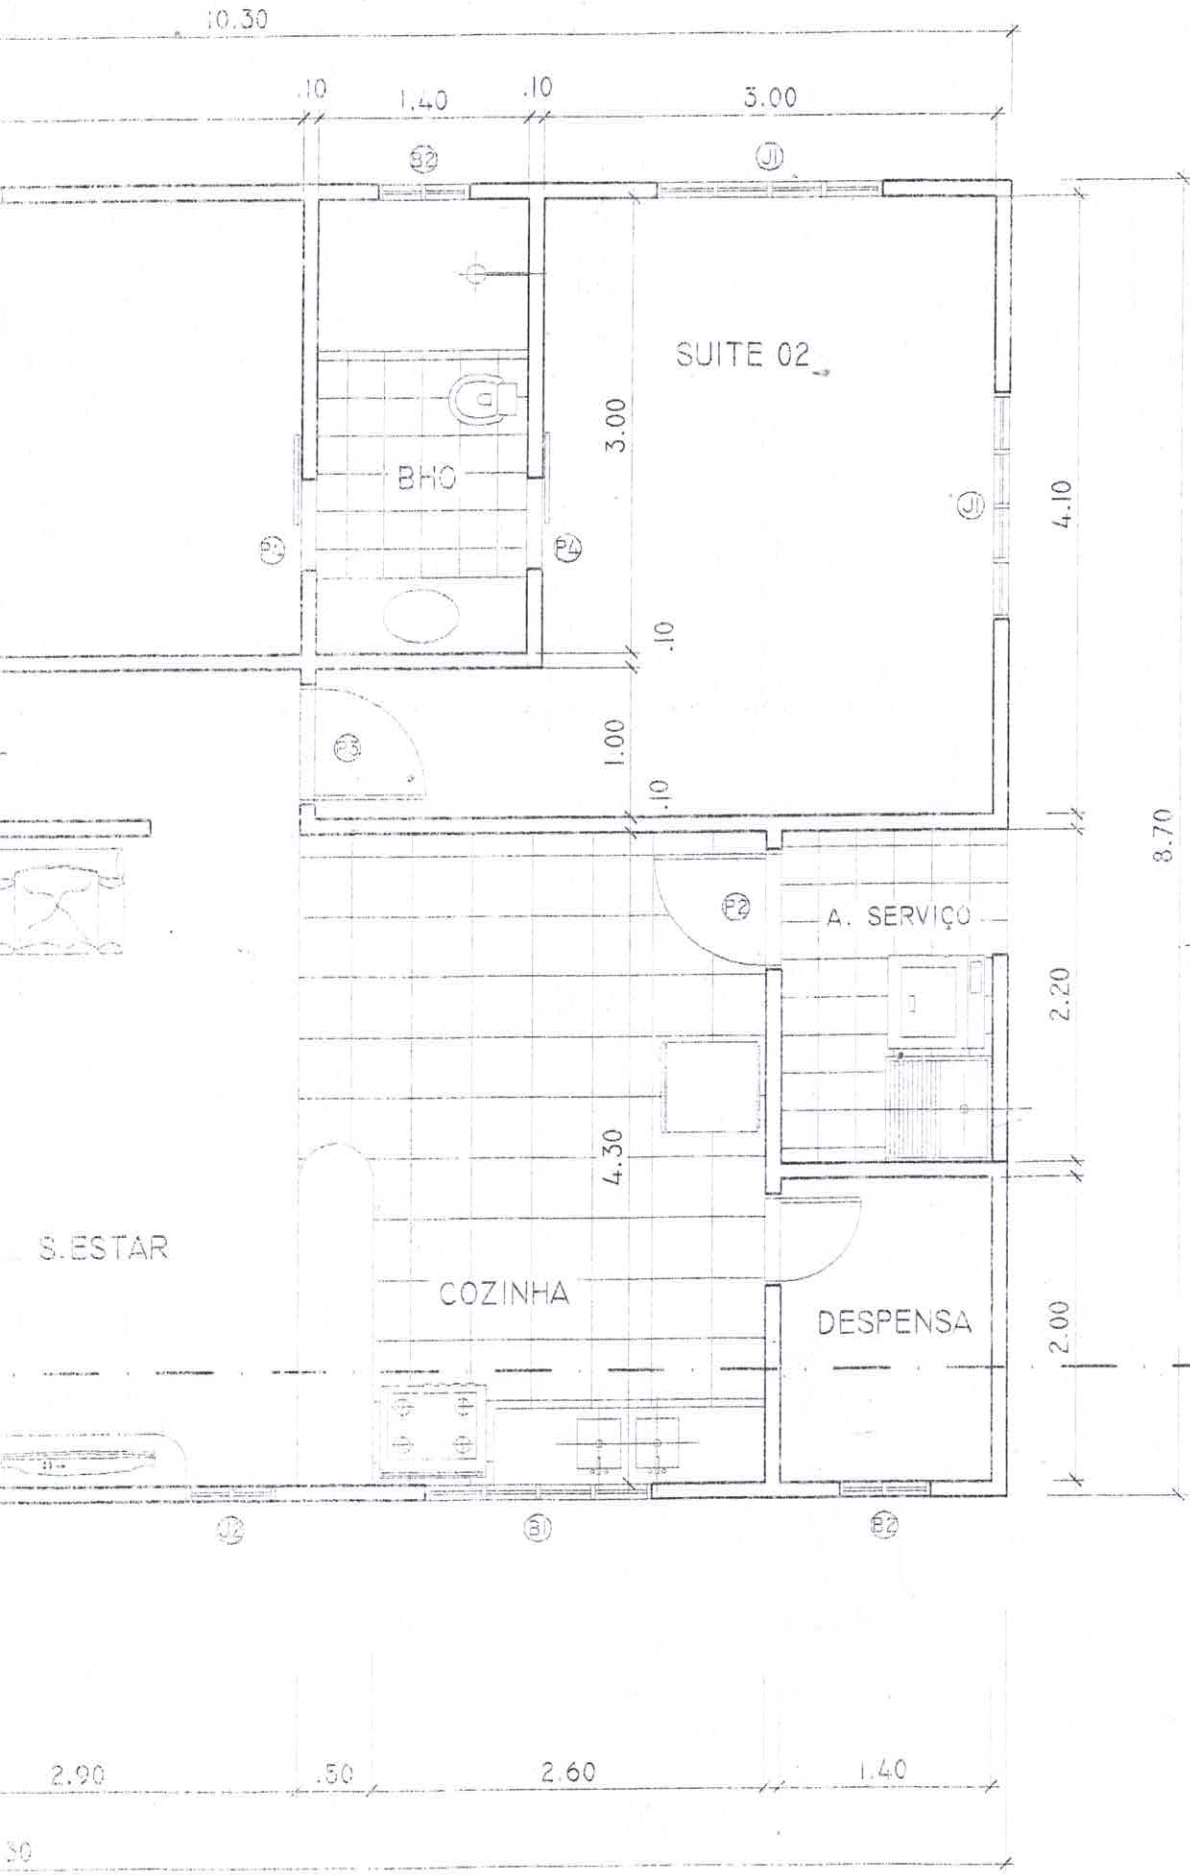 10.30
.10
1.40
.10
3.00
B2
J1
SUITE 02
3.00
BHO
4.10
J1
P4
.10
1.00
P3
.10
8.70
P2
A. SERVIÇO
2.20
4.30
S.ESTAR
COZINHA
DESPENSA
2.00
J2
B1
B2
2.90
.50
2.60
1.40